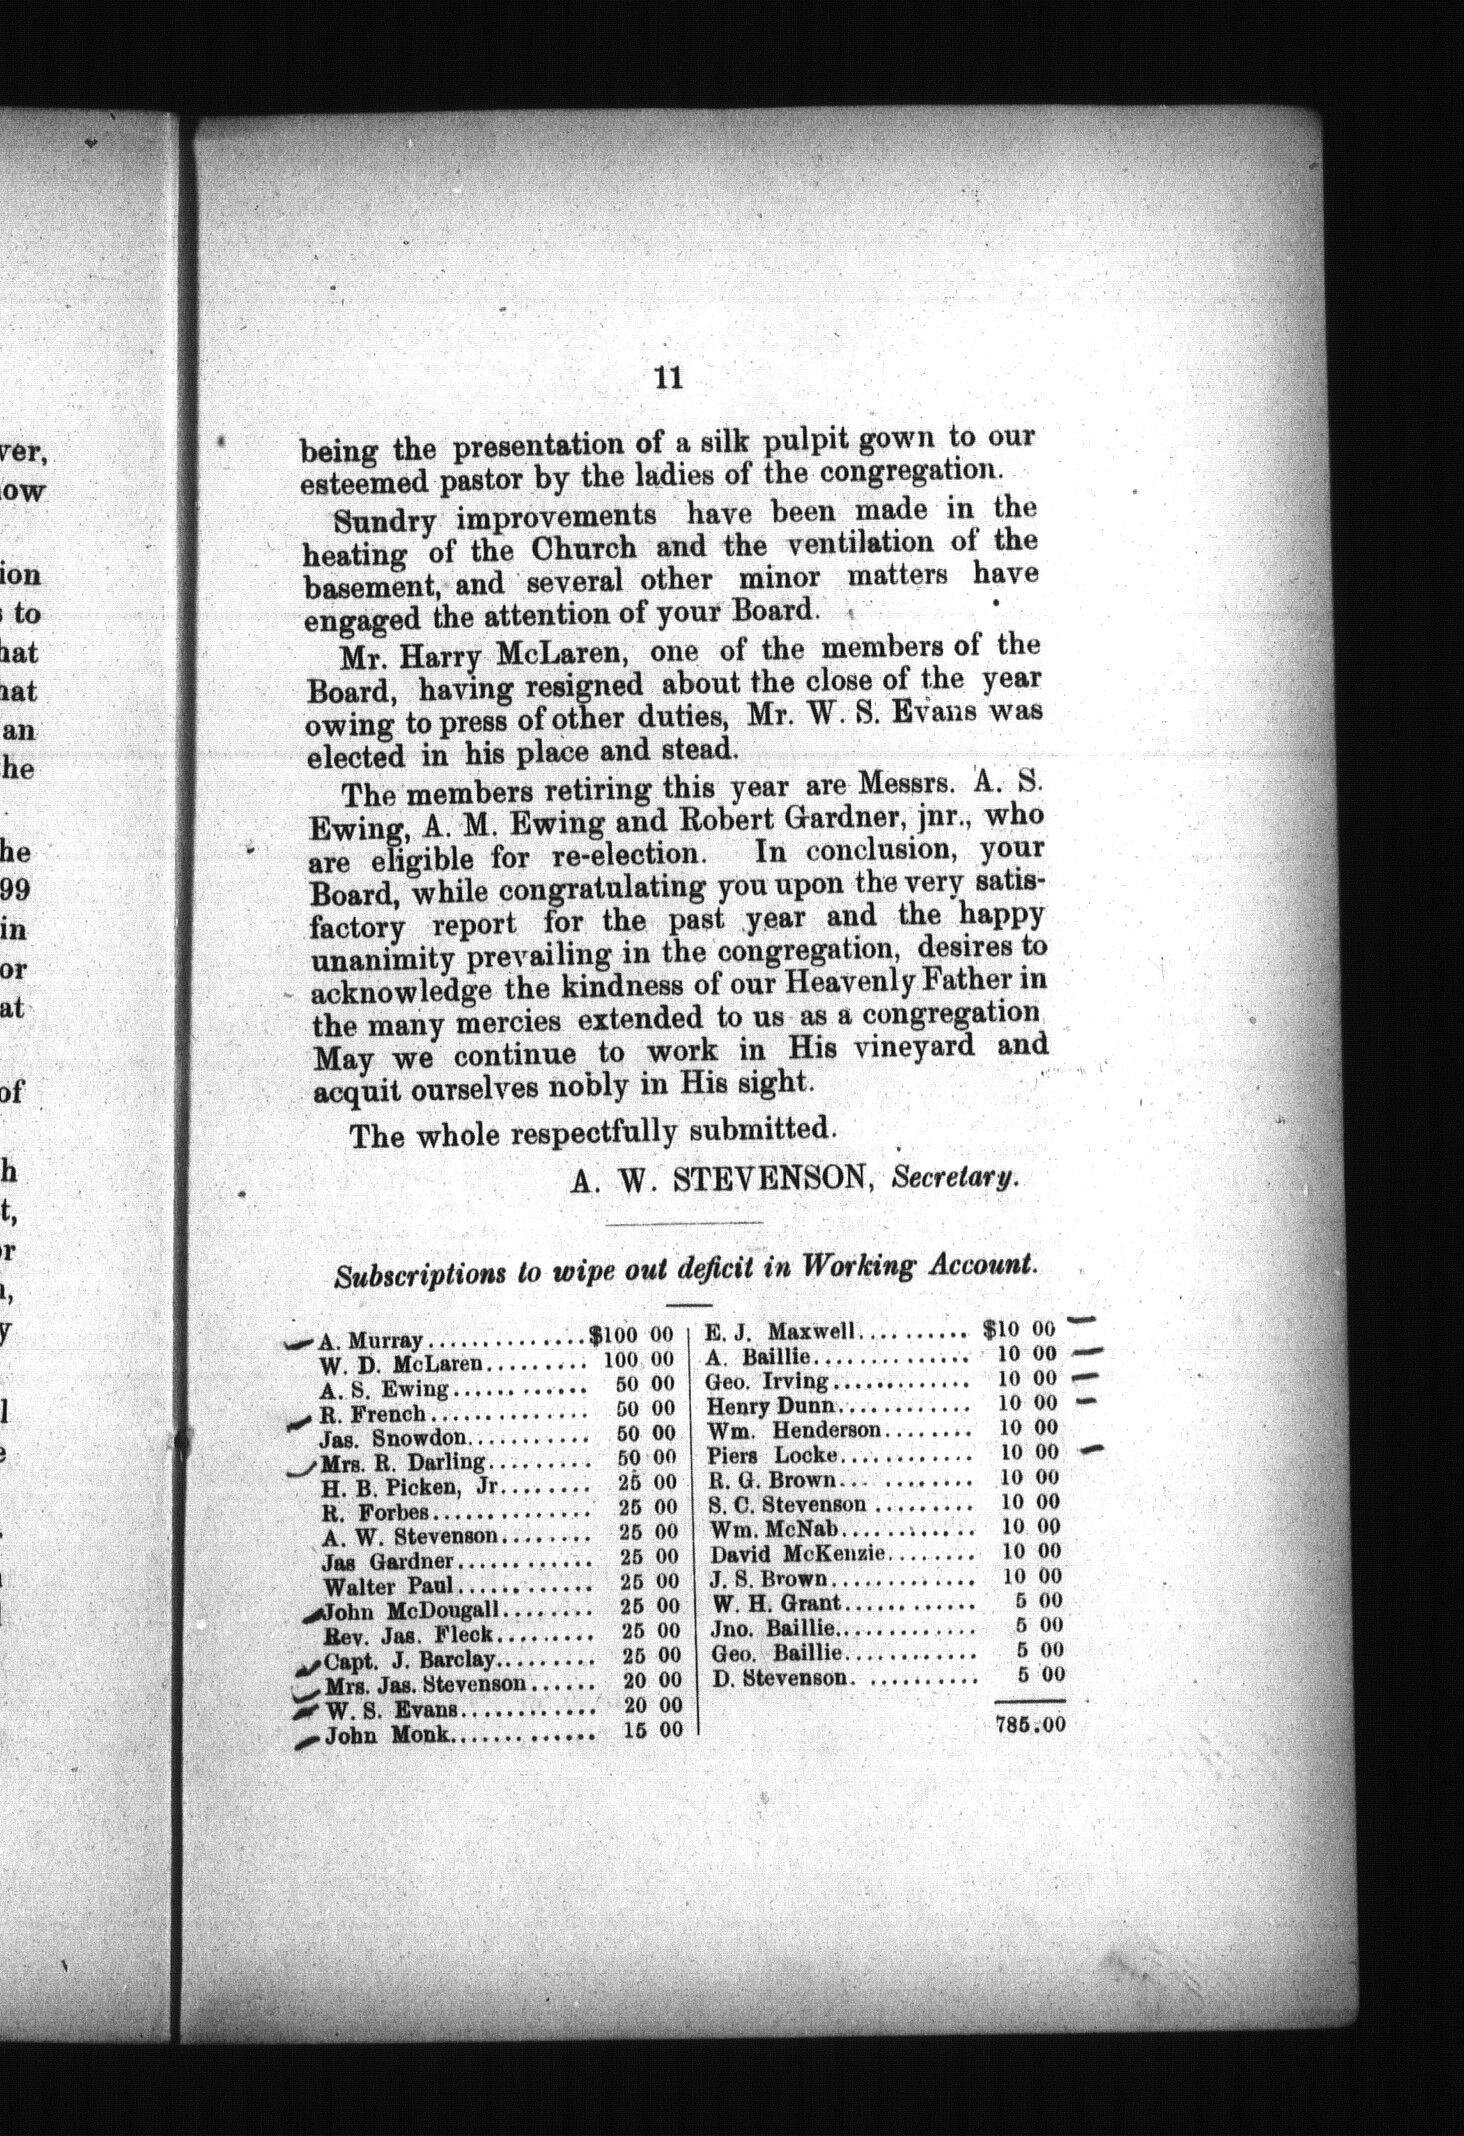 11
being the presentation of a silk pulpit gown to our
esteemed pastor by the ladies of the congregation.
Sundry improvements have been made in the
heating of the Church and the ventilation of the
basement, and several other minor matters have
engaged the attention of your Board.
Mr. Harry McLaren, one of the members of the
Board, having resigned about the close of the year
owing to press of other duties, Mr. W. S. Evans was
elected in his place and stead.
The members retiring this year are Messrs. A. S.
Ewing, A. M. Ewing and Robert Gardner, jnr., who
are eligible for re-election. In conclusion, your
Board, while congratulating you upon the very satis-
factory report for the past year and the happy
unanimity prevailing in the congregation, desires to
acknowledge the kindness of our Heavenly Father in
the many mercies extended to us as a congregation
May we continue to work in His vineyard and
acquit ourselves nobly in His sight.
The whole respectfully submitted.
A. W. STEVENSON, Secretary.
Subscriptions to wipe out deficit in Working Account.
A. Murray.............. $100 00
W. D. McLaren......... 100 00
A. S. Ewing............ 50 00
R. French.............. 50 00
Jas. Snowdon........... 50 00
Mrs. R. Darling......... 50 00
H. B. Picken, Jr........ 25 00
R. Forbes.............. 25 00
A. W. Stevenson........ 25 00
Jas Gardner............ 25 00
Walter Paul............ 25 00
John McDougall........ 25 00
Rev. Jas. Fleck......... 25 00
Capt. J. Barclay......... 25 00
Mrs. Jas. Stevenson...... 20 00
W. S. Evans............ 20 00
John Monk............. 15 00
E. J. Maxwell.......... $10 00
A. Baillie.............. 10 00
Geo. Irving............. 10 00
Henry Dunn............ 10 00
Wm. Henderson........ 10 00
Piers Locke............ 10 00
R. G. Brown............ 10 00
S. C. Stevenson ......... 10 00
Wm. McNab............ 10 00
David McKenzie........ 10 00
J. S. Brown............. 10 00
W. H. Grant............ 5 00
Jno. Baillie............. 5 00
Geo. Baillie............ 5 00
D. Stevenson. .......... 5 00
785.00